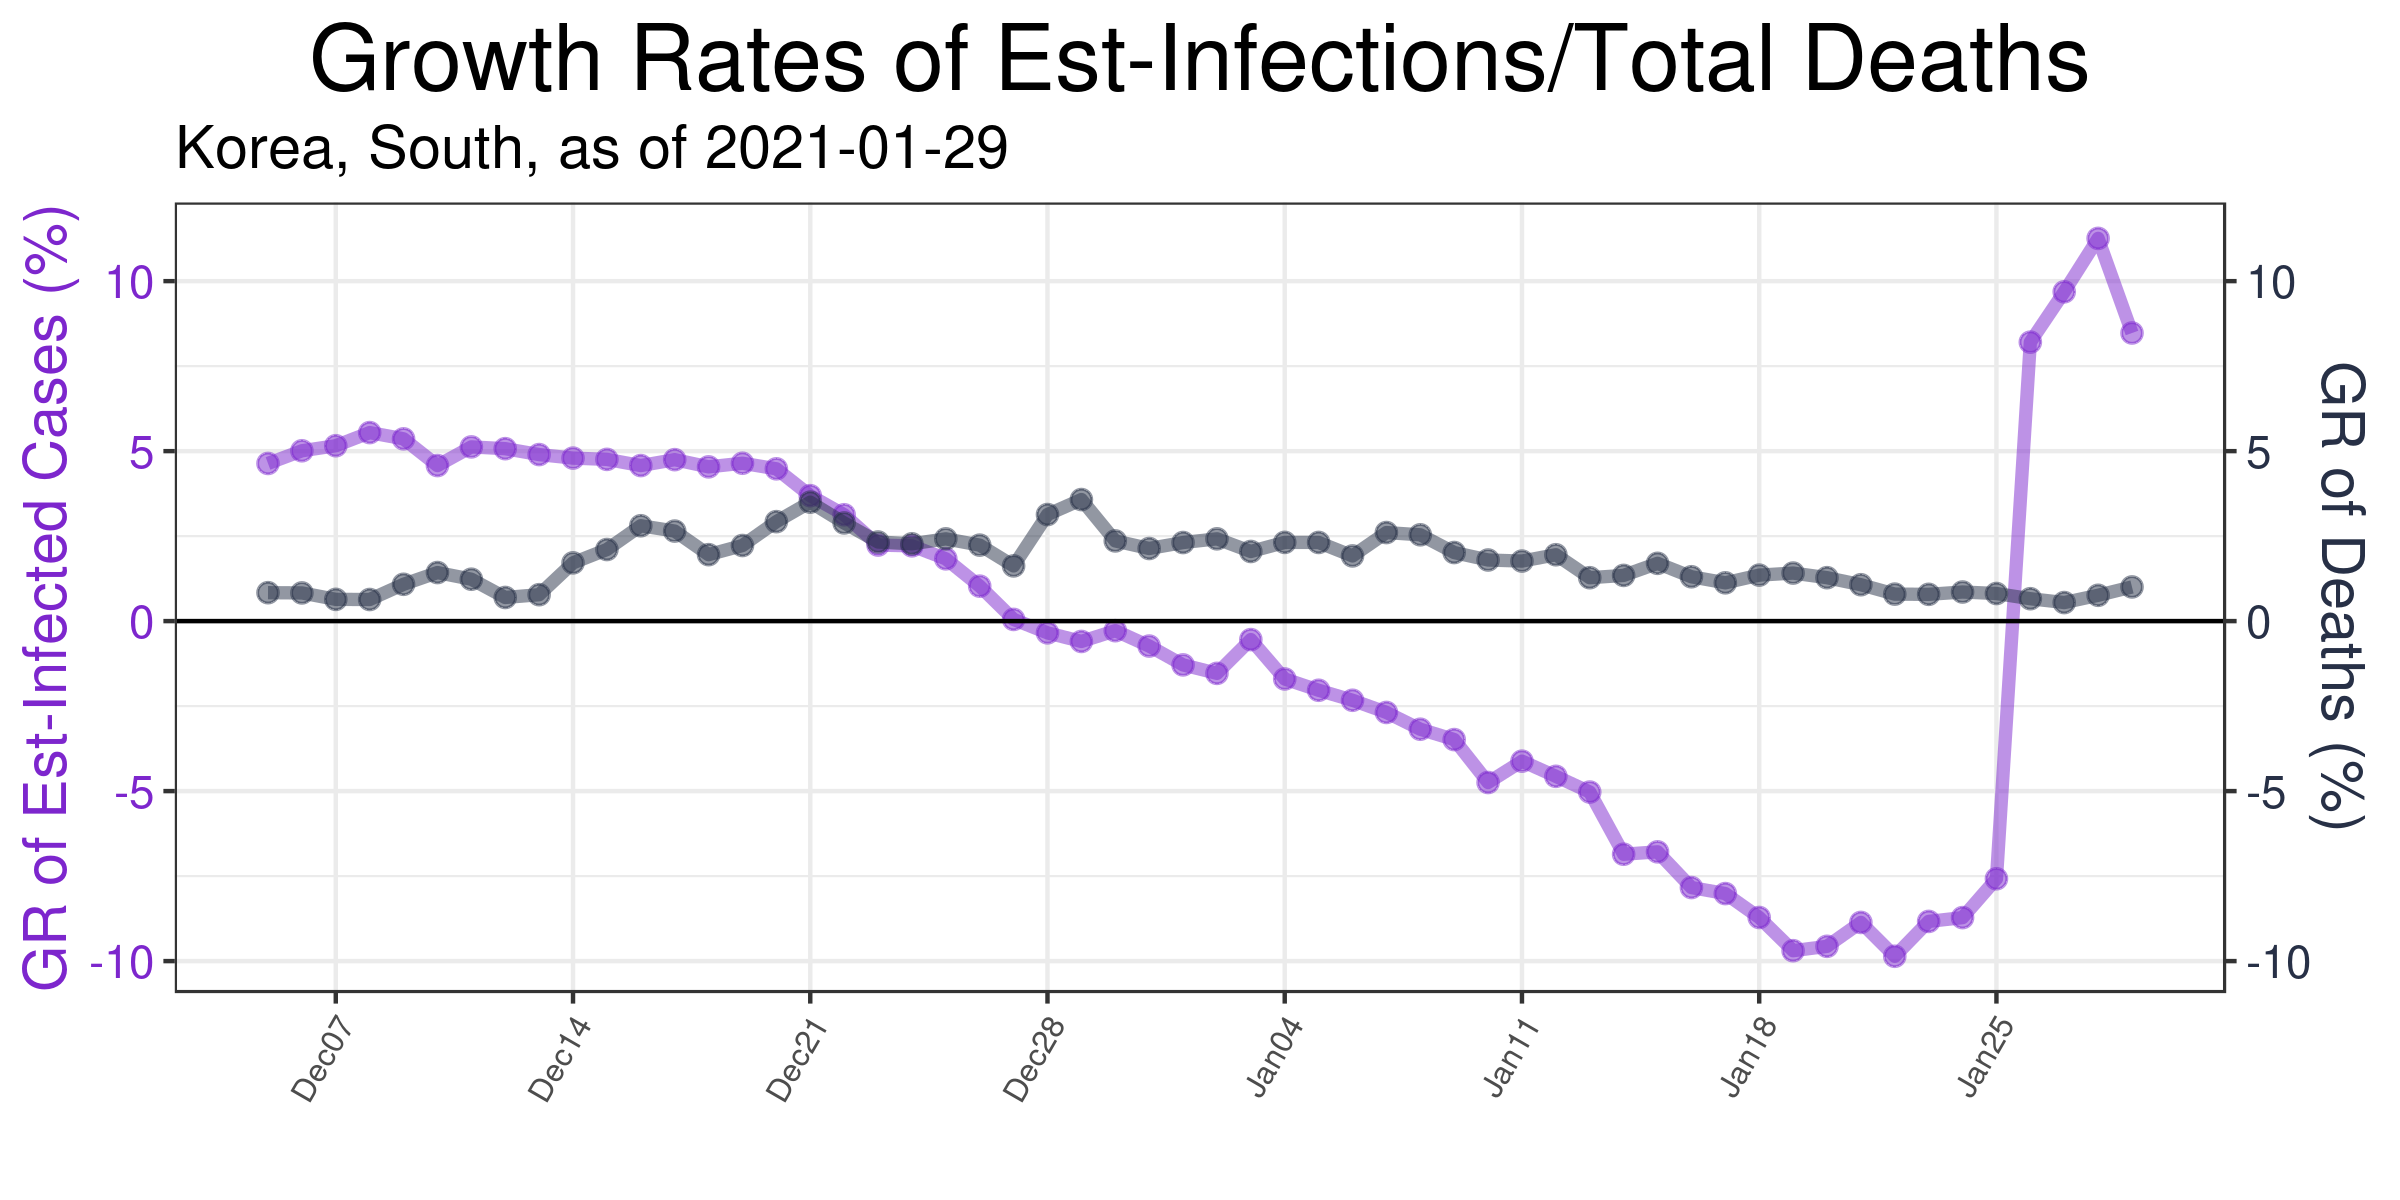 Growth Rates of Est-Infections/Total Deaths
Korea, South, as of 2021-01-29
GR of Est-Infected Cases (%)
10
5
0
-5
-10
10
5
0
-5
-10
GR of Deaths (%)
Dec07
Dec14
Dec21
Dec28
Jan04
Jan11
Jan18
Jan25